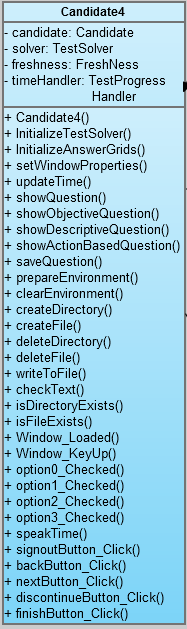 Candidate4
- candidate: Candidate
- solver: TestSolver
- freshness: FreshNess
- timeHandler: TestProgress
Handler
+ Candidate4()
+ InitializeTestSolver()
+ InitializeAnswerGrids()
+ setWindowProperties()
+ updateTime()
+ showQuestion()
+ showObjectiveQuestion()
+ showDescriptiveQuestion()
+ showActionBasedQuestion()
+ saveQuestion()
+ prepareEnvironment()
+ clearEnvironment()
+ createDirectory()
+ createFile()
+ deleteDirectory()
+ deleteFile()
+ writeToFile()
+ checkText()
+ isDirectoryExists()
+ isFileExists()
+ Window_Loaded()
+ Window_KeyUp()
+ option0_Checked()
+ option1_Checked()
+ option2_Checked()
+ option3_Checked()
+ speakTime()
+ signoutButton_Click()
+ backButton_Click()
+ nextButton_Click()
+ discontinueButton_Click()
+ finishButton_Click()